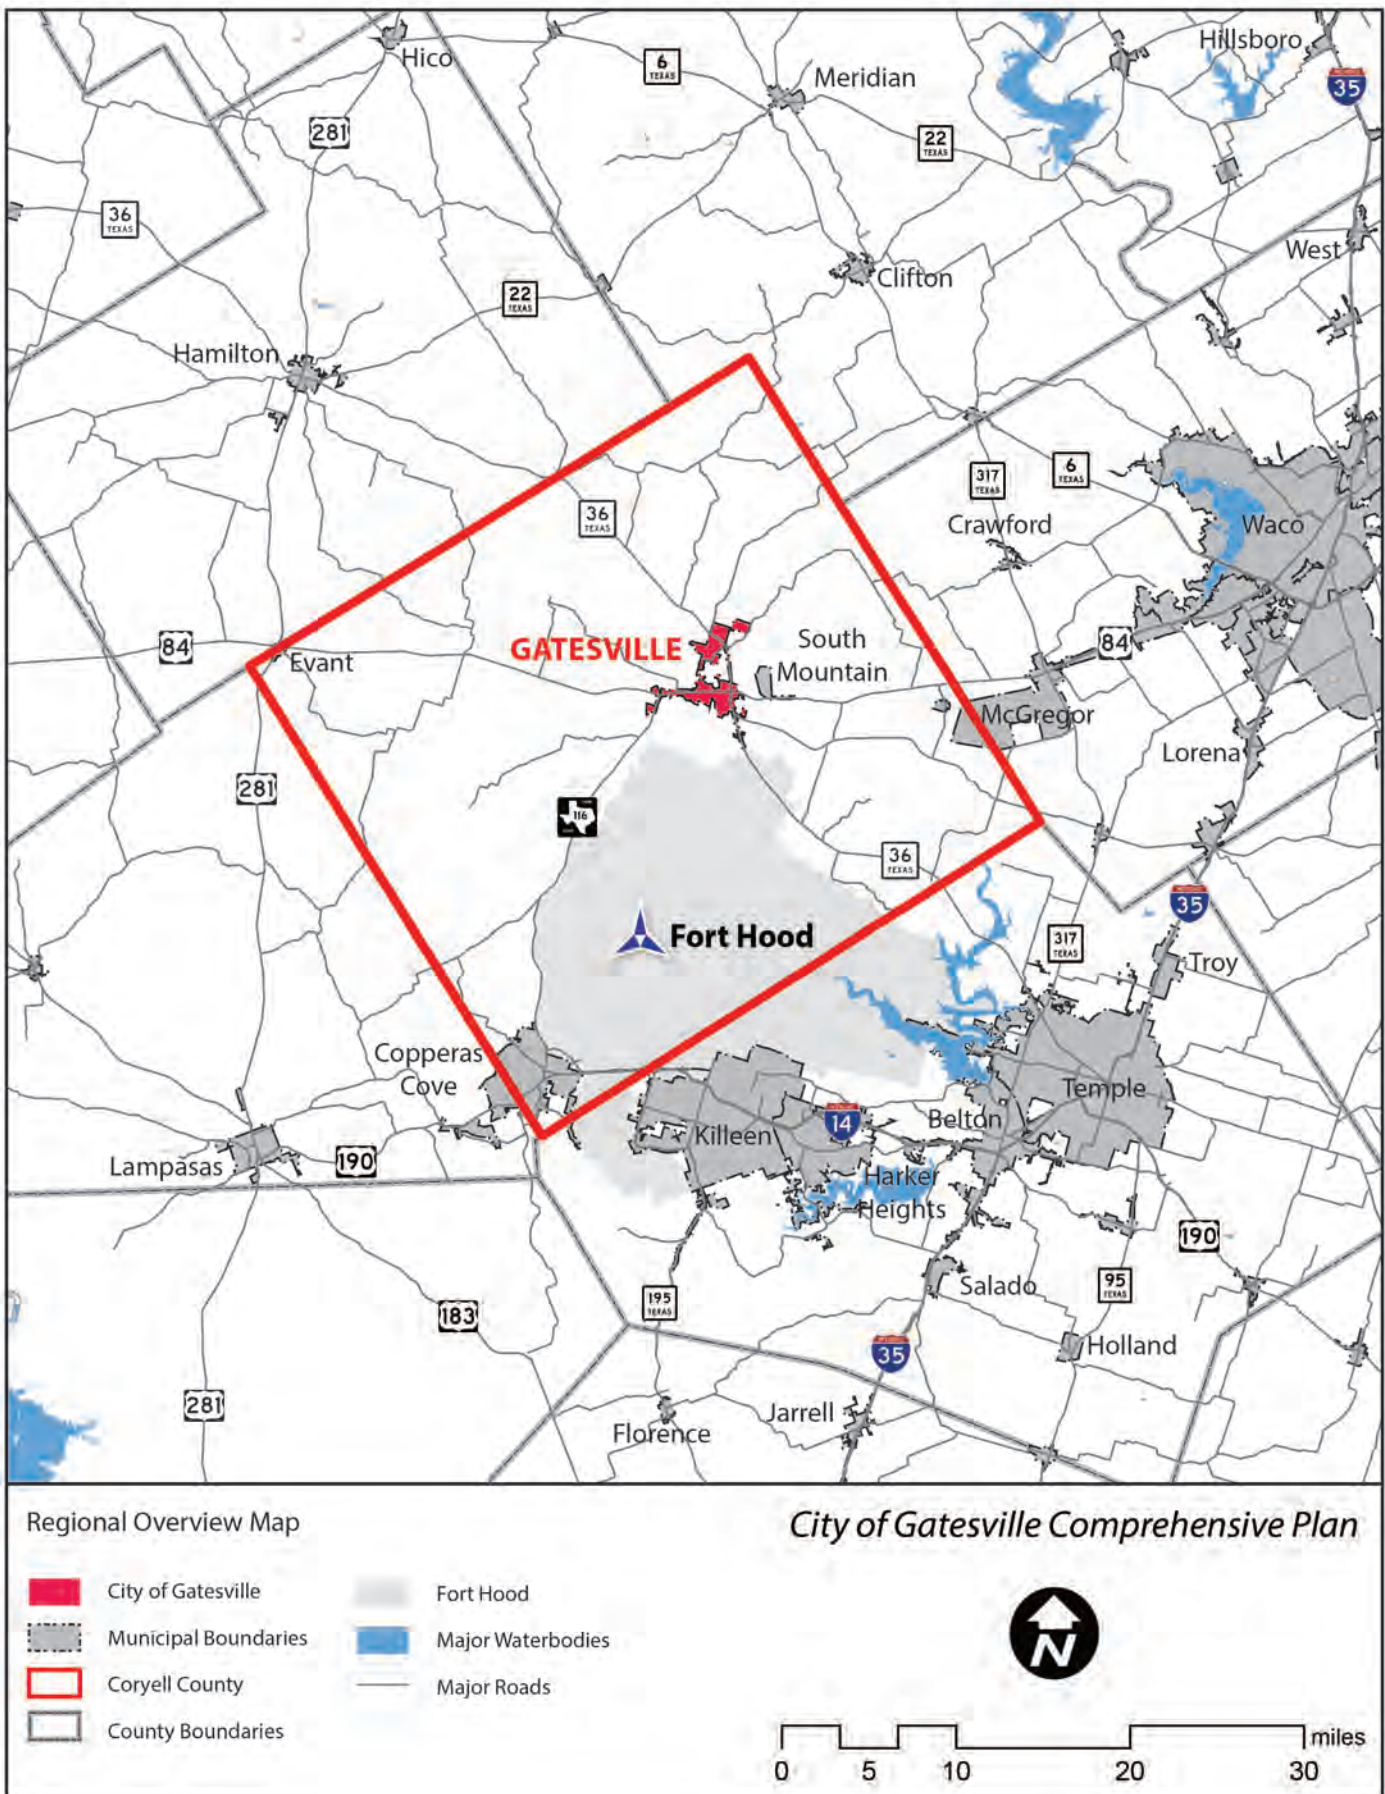 Hico
6
TEXAS
Meridian
Hillsboro
35
281
22
TEXAS
36
TEXAS
West
Clifton
22
TEXAS
Hamilton
317
TEXAS
6
TEXAS
36
TEXAS
Crawford
Waco
GATESVILLE
South
Mountain
84
84
Evant
McGregor
Lorena
281
116
36
TEXAS
35
Fort Hood
317
TEXAS
Troy
Copperas
Cove
Temple
14
Belton
Killeen
190
Lampasas
Harker
Heights
190
Salado
95
TEXAS
195
TEXAS
183
35
Holland
281
Jarrell
Florence
Regional Overview Map
City of Gatesville Comprehensive Plan
City of Gatesville
Fort Hood
Municipal Boundaries
Major Waterbodies
Coryell County
Major Roads
County Boundaries
N
miles
0 5 10 20 30